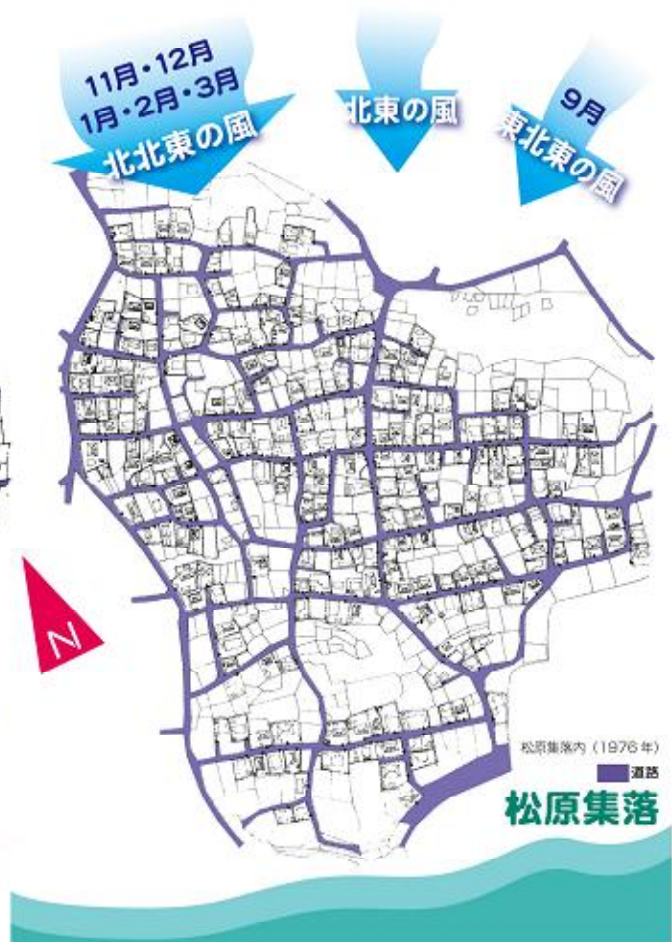 11月・12月
1月・2月・3月
北北東の風
北東の風
9月
東北東の風
N
松原集落内（1976年）
道路
松原集落